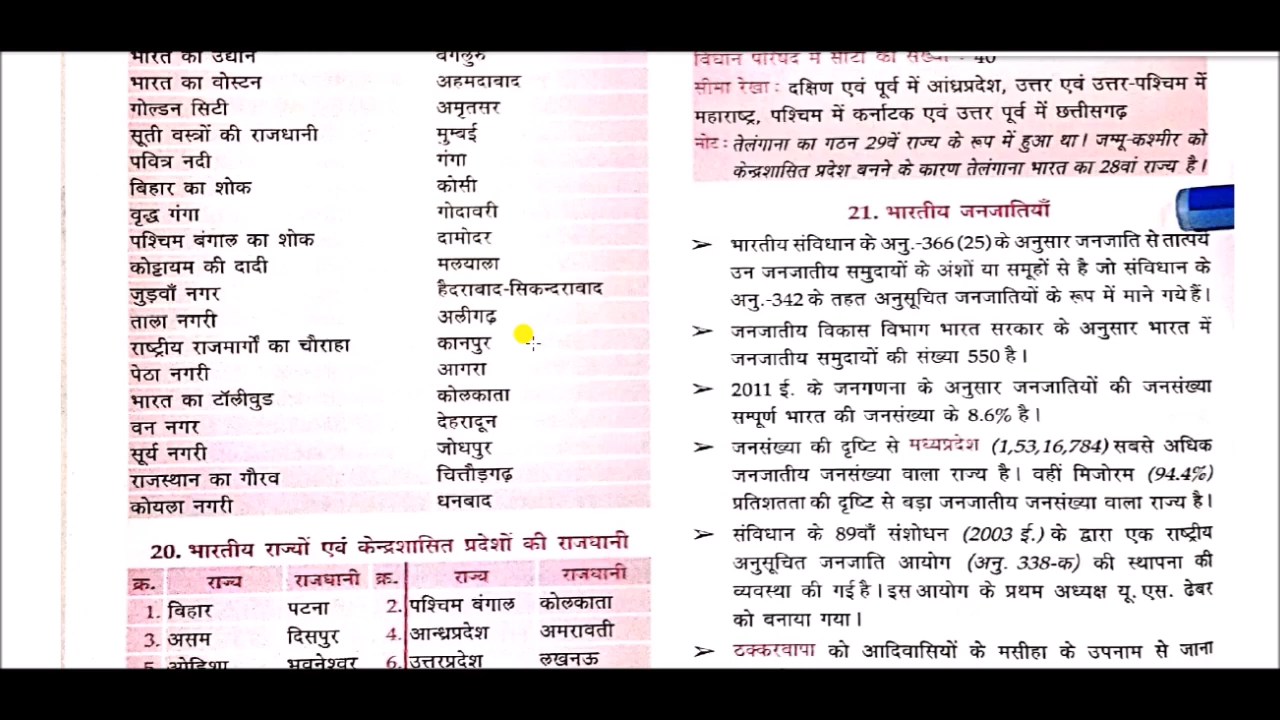 भारत का उद्यान बेंगलुरु
भारत का वोस्टन अहमदाबाद
गोल्डन सिटी अमृतसर
सूती वस्त्रों की राजधानी मुम्बई
पवित्र नदी गंगा
बिहार का शोक कोसी
वृद्ध गंगा गोदावरी
पश्चिम बंगाल का शोक दामोदर
कोट्टायम की दादी मलयाला
जुड़वाँ नगर हैदराबाद-सिकन्दराबाद
ताला नगरी अलीगढ़
राष्ट्रीय राजमार्गों का चौराहा कानपुर
पेठा नगरी आगरा
भारत का टॉलीवुड कोलकाता
वन नगर देहरादून
सूर्य नगरी जोधपुर
राजस्थान का गौरव चित्तौड़गढ़
कोयला नगरी धनबाद
20. भारतीय राज्यों एवं केन्द्रशासित प्रदेशों की राजधानी
क्र. राज्य राजधानी क्र. राज्य राजधानी
1. बिहार पटना 2. पश्चिम बंगाल कोलकाता
3. असम दिसपुर 4. आन्ध्रप्रदेश अमरावती
5. ओडिशा भुवनेश्वर 6. उत्तरप्रदेश लखनऊ
विधान परिषद में सीटों की संख्या : 40
सीमा रेखा : दक्षिण एवं पूर्व में आंध्रप्रदेश, उत्तर एवं उत्तर-पश्चिम में
महाराष्ट्र, पश्चिम में कर्नाटक एवं उत्तर पूर्व में छत्तीसगढ़
नोट : तेलंगाना का गठन 29वें राज्य के रूप में हुआ था। जम्मू-कश्मीर को
केन्द्रशासित प्रदेश बनने के कारण तेलंगाना भारत का 28वां राज्य है।
21. भारतीय जनजातियाँ
➢ भारतीय संविधान के अनु.-366 (25) के अनुसार जनजाति से तात्पर्य
उन जनजातीय समुदायों के अंशों या समूहों से है जो संविधान के
अनु.-342 के तहत अनुसूचित जनजातियों के रूप में माने गये हैं।
➢ जनजातीय विकास विभाग भारत सरकार के अनुसार भारत में
जनजातीय समुदायों की संख्या 550 है।
➢ 2011 ई. के जनगणना के अनुसार जनजातियों की जनसंख्या
सम्पूर्ण भारत की जनसंख्या के 8.6% है।
➢ जनसंख्या की दृष्टि से मध्यप्रदेश (1,53,16,784) सबसे अधिक
जनजातीय जनसंख्या वाला राज्य है। वहीं मिजोरम (94.4%)
प्रतिशतता की दृष्टि से बड़ा जनजातीय जनसंख्या वाला राज्य है।
➢ संविधान के 89वाँ संशोधन (2003 ई.) के द्वारा एक राष्ट्रीय
अनुसूचित जनजाति आयोग (अनु. 338-क) की स्थापना की
व्यवस्था की गई है। इस आयोग के प्रथम अध्यक्ष यू. एस. ढेबर
को बनाया गया।
➢ टक्करवापा को आदिवासियों के मसीहा के उपनाम से जाना